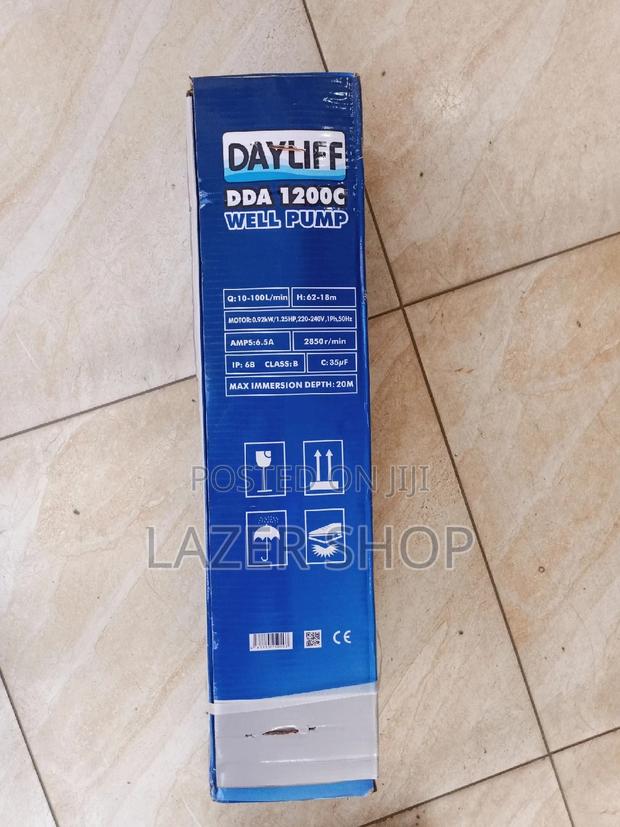 DAYLIFF
DDA 1200C
WELL PUMP
Q:10-100L/min H:62-18m
MOTOR:0.92kW/1.25HP,220-240V,1Ph,50Hz
AMPS:6.5A 2850r/min
IP: 68 CLASS: B C: 35µF
MAX IMMERSION DEPTH: 20M
POSTED ON JIJI
LAZER SHOP
CE